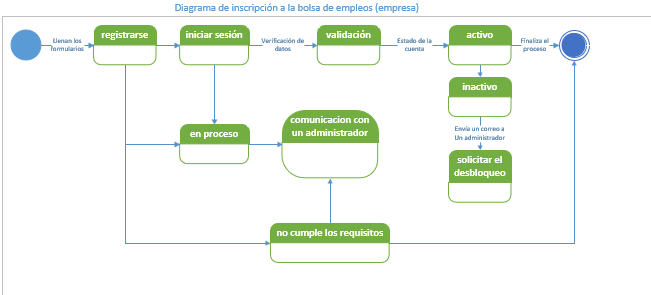 Diagrama de inscripción a la bolsa de empleos (empresa)
Llenan los
formularios
registrarse
iniciar sesión
Verificación de
datos
validación
Estado de la
cuenta
activo
Finaliza el
proceso
inactivo
Envía un correo a
Un administrador
solicitar el
desbloqueo
en proceso
comunicacion con
un administrador
no cumple los requisitos